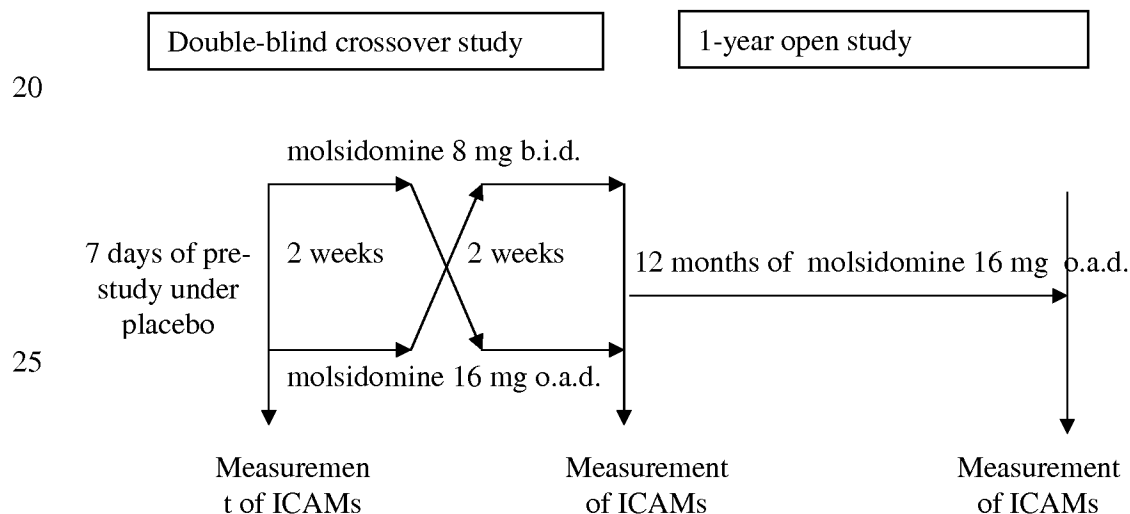 Double-blind crossover study
1-year open study
20
molsidomine 8 mg b.i.d.
7 days of pre-
study under
placebo
2 weeks
2 weeks
12 months of molsidomine 16 mg o.a.d.
25
molsidomine 16 mg o.a.d.
Measuremen
t of ICAMs
Measurement
of ICAMs
Measurement
of ICAMs